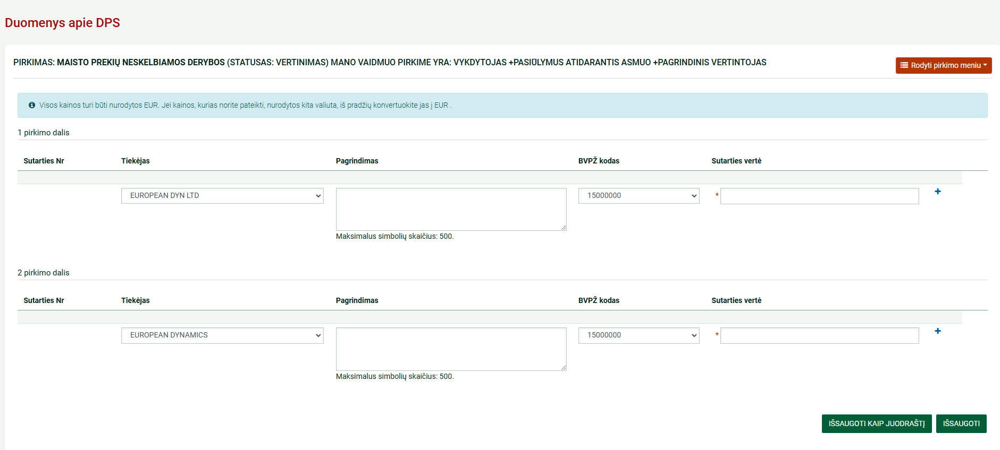 Duomenys apie DPS
PIRKIMAS: MAISTO PREKIŲ NESKELBIAMOS DERYBOS (STATUSAS: VERTINIMAS) MANO VAIDMUO PIRKIME YRA: VYKDYTOJAS +PASIŪLYMUS ATIDARANTIS ASMUO +PAGRINDINIS VERTINTOJAS
Rodyti pirkimo meniu
Visos kainos turi būti nurodytos EUR. Jei kainos, kurias norite pateikti, nurodytos kita valiuta, iš pradžių konvertuokite jas į EUR .
1 pirkimo dalis
Sutarties Nr Tiekėjas Pagrindimas BVPŽ kodas Sutarties vertė
EUROPEAN DYN LTD 15000000 * +
Maksimalus simbolių skaičius: 500.
2 pirkimo dalis
Sutarties Nr Tiekėjas Pagrindimas BVPŽ kodas Sutarties vertė
EUROPEAN DYNAMICS 15000000 * +
Maksimalus simbolių skaičius: 500.
IŠSAUGOTI KAIP JUODRAŠTĮ IŠSAUGOTI